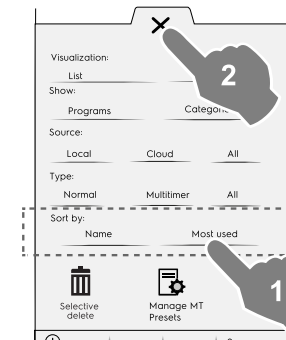 2
Visualization:
List
Show:
Programs
Source:
Local Cloud All
Type:
Normal Multitimer All
Sort by:
Name Most used
1
Selective Manage MT
delete Presets